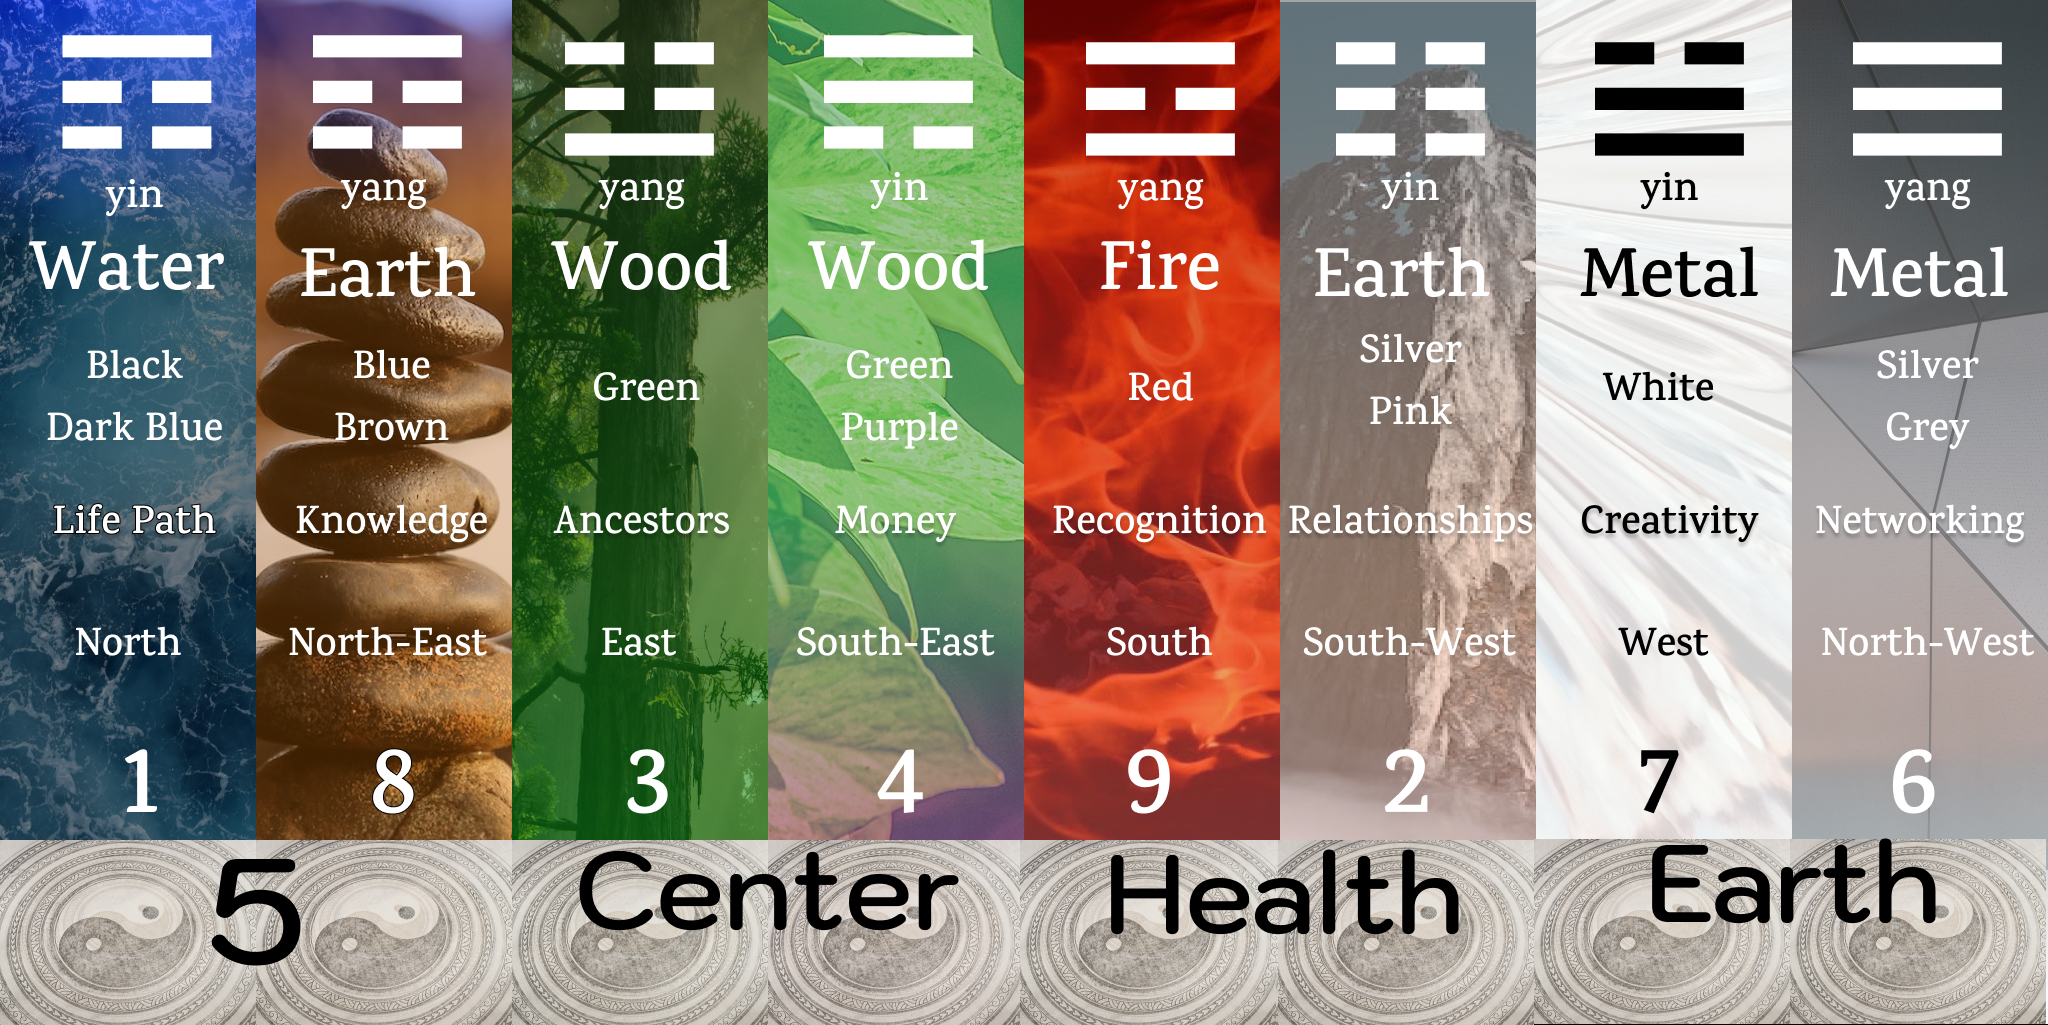 yin
Water
Black
Dark Blue
Life Path
North
1
yang
Earth
Blue
Brown
Knowledge
North-East
8
yang
Wood
Green
Ancestors
East
3
yin
Wood
Green
Purple
Money
South-East
4
yang
Fire
Red
Recognition
South
9
yin
Earth
Silver
Pink
Relationships
South-West
2
yin
Metal
White
Creativity
West
7
yang
Metal
Silver
Grey
Networking
North-West
6
5 Center Health Earth